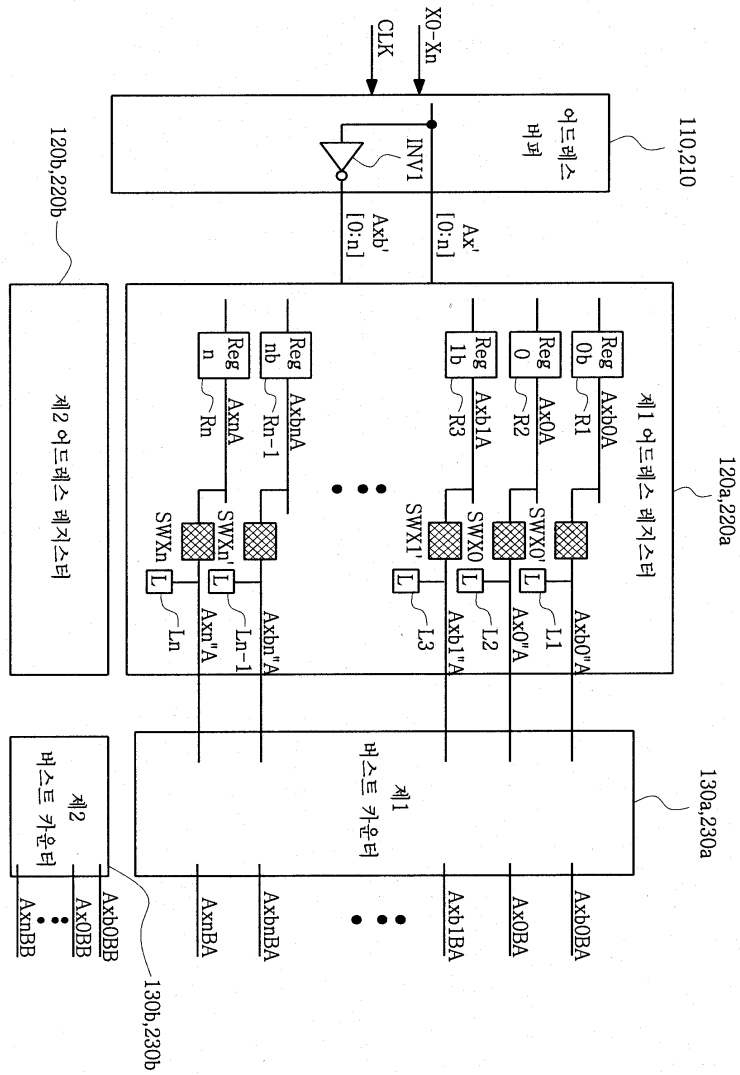 X0-Xn
CLK
어드레스
버퍼
INV1
110,210
Ax'
[0:n]
Axb'
[0:n]
제1 어드레스 레지스터
120a,220a
Reg
0b
R1
Axb0A
SWX0'
L
L1
Axb0"A
Reg
0
R2
Ax0A
SWX0
L
L2
Ax0"A
Reg
1b
R3
Axb1A
SWX1'
L
L3
Axb1"A
Reg
nb
Rn-1
AxbnA
SWXn'
L
Ln-1
Axbn"A
Reg
n
Rn
AxnA
SWXn
L
Ln
Axn"A
제2 어드레스 레지스터
120b,220b
제1
버스트 카운터
130a,230a
Axb0BA
Ax0BA
Axb1BA
AxbnBA
AxnBA
제2
버스트 카운터
130b,230b
Axb0BB
Ax0BB
AxnBB